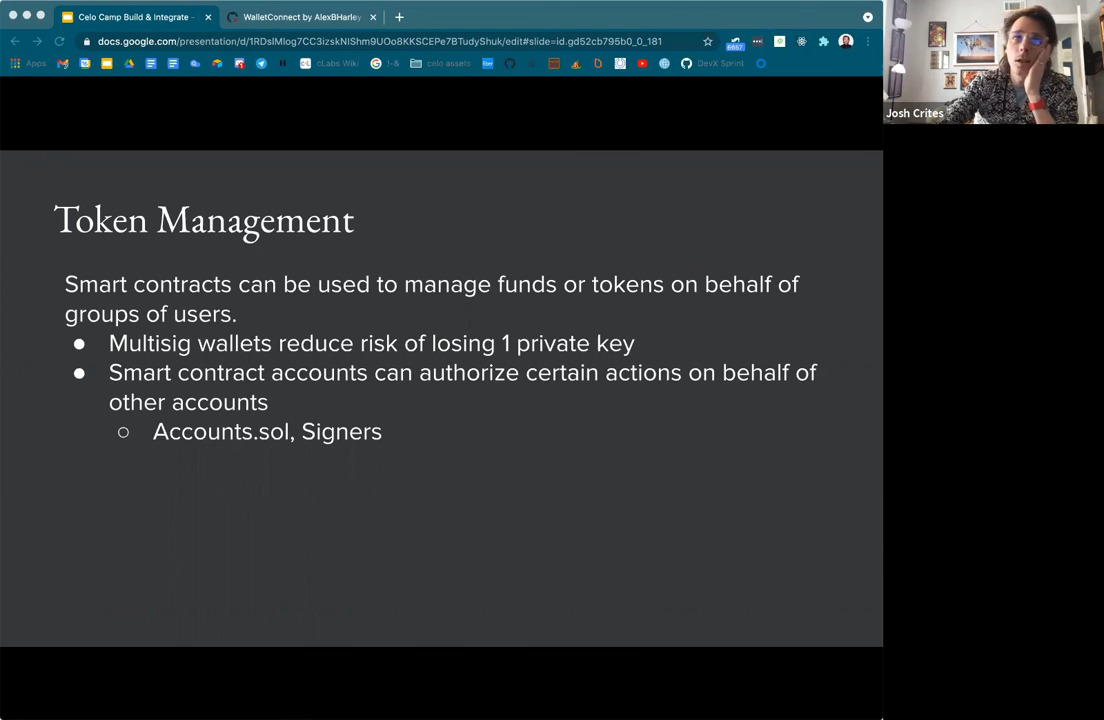 Celo Camp Build & Integrate -
WalletConnect by AlexBHarley
docs.google.com/presentation/d/1RDslMlog7CC3izskNIShm9UOo8KKSCEPe7BTudyShuk/edit#slide=id.gd52cb795b0_0_181
6657
Apps
cLabs Wiki
!-&
celo assets
DevX Sprint
Josh Crites
Token Management
Smart contracts can be used to manage funds or tokens on behalf of
groups of users.
● Multisig wallets reduce risk of losing 1 private key
● Smart contract accounts can authorize certain actions on behalf of
other accounts
○ Accounts.sol, Signers